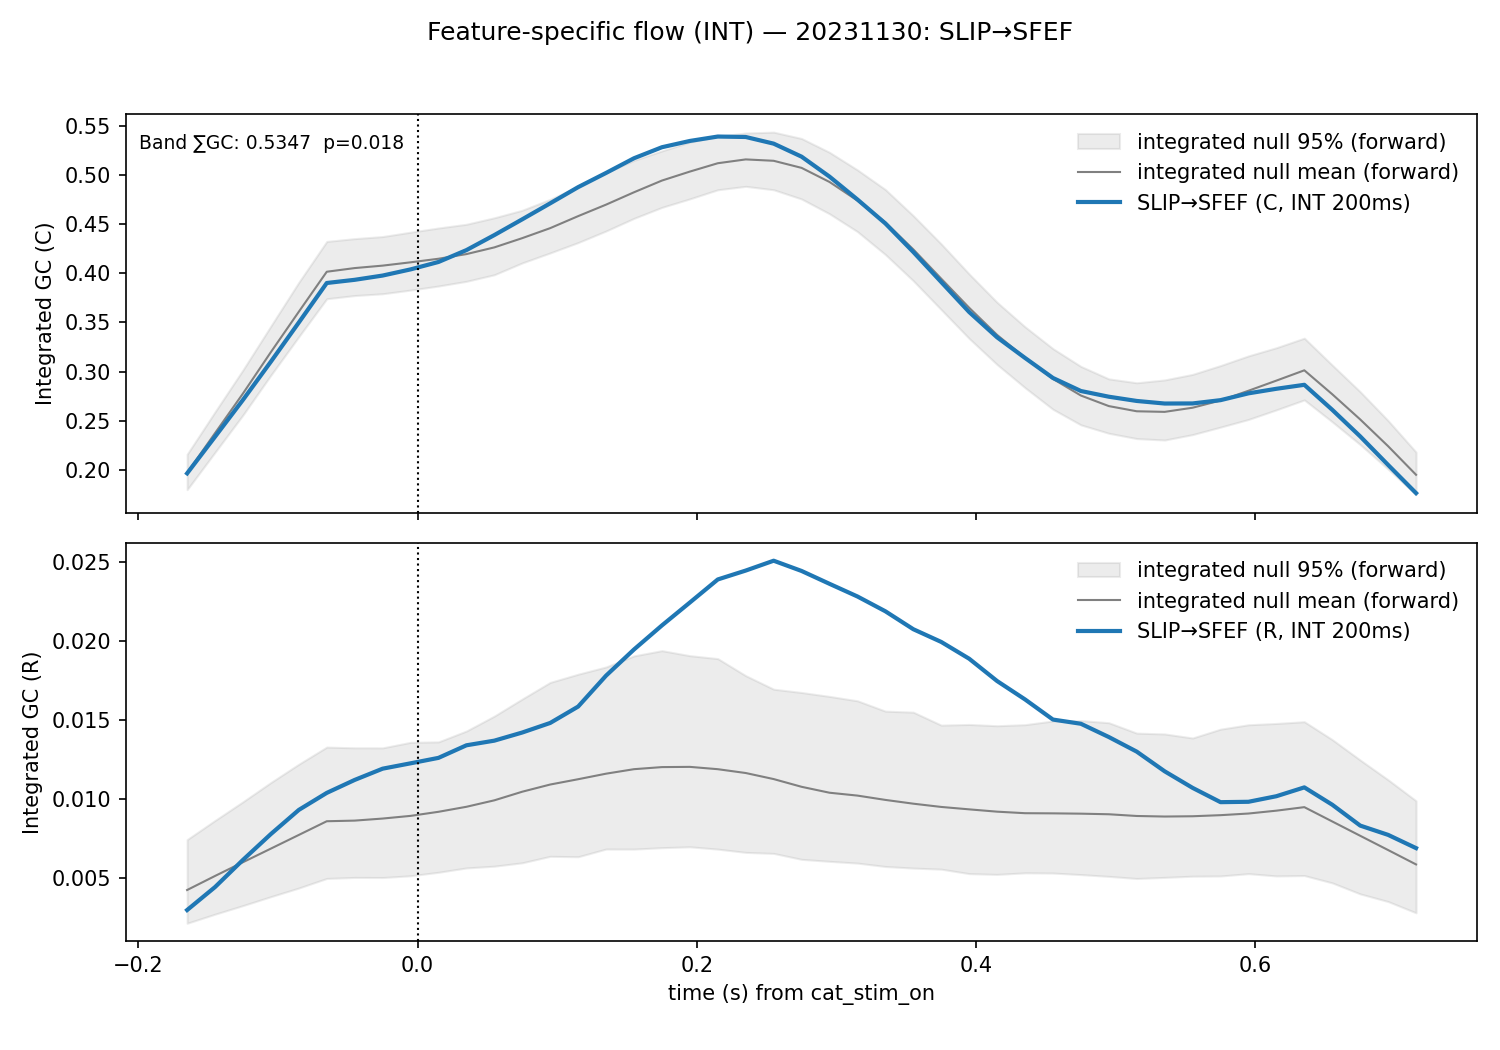 Feature-specific flow (INT) — 20231130: SLIP→SFEF
Band ∑GC: 0.5347  p=0.018
integrated null 95% (forward)
integrated null mean (forward)
SLIP→SFEF (C, INT 200ms)
Integrated GC (C)
0.55
0.50
0.45
0.40
0.35
0.30
0.25
0.20
integrated null 95% (forward)
integrated null mean (forward)
SLIP→SFEF (R, INT 200ms)
Integrated GC (R)
0.025
0.020
0.015
0.010
0.005
−0.2
0.0
0.2
0.4
0.6
time (s) from cat_stim_on